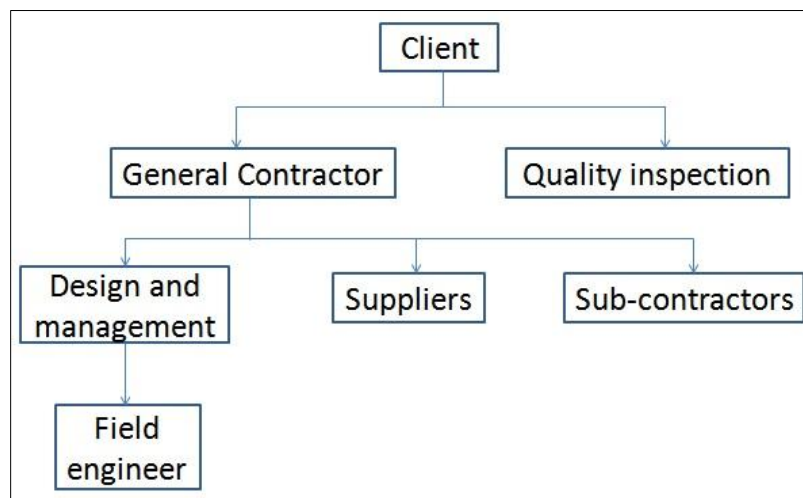 Client
General Contractor
Quality inspection
Design and
management
Suppliers
Sub-contractors
Field
engineer